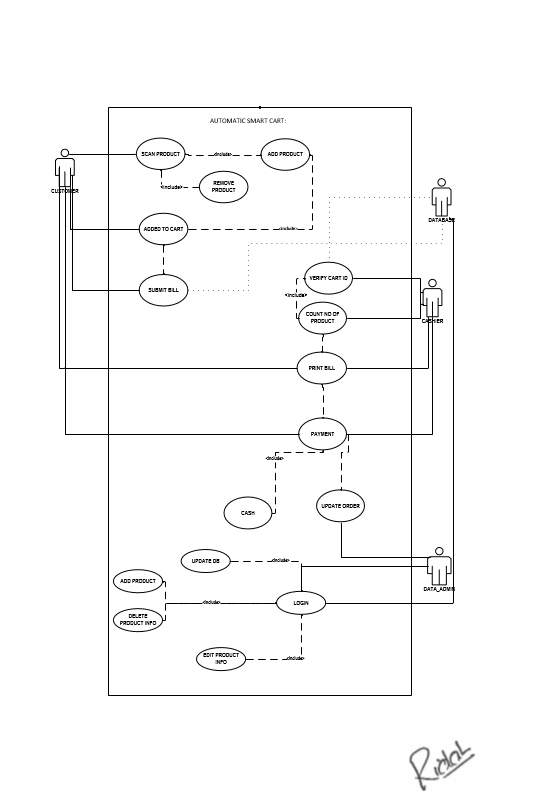 AUTOMATIC SMART CART:
SCAN PRODUCT
<include>
ADD PRODUCT
CUSTOMER
<include>
REMOVE
PRODUCT
DATABASE
ADDED TO CART
<include>
VERIFY CART ID
SUBMIT BILL
<include>
COUNT NO OF
PRODUCT
CASHIER
PRINT BILL
PAYMENT
<include>
CASH
UPDATE ORDER
UPDATE DB
<include>
ADD PRODUCT
DATA_ADMIN
<include>
LOGIN
DELETE
PRODUCT INFO
EDIT PRODUCT
INFO
<include>